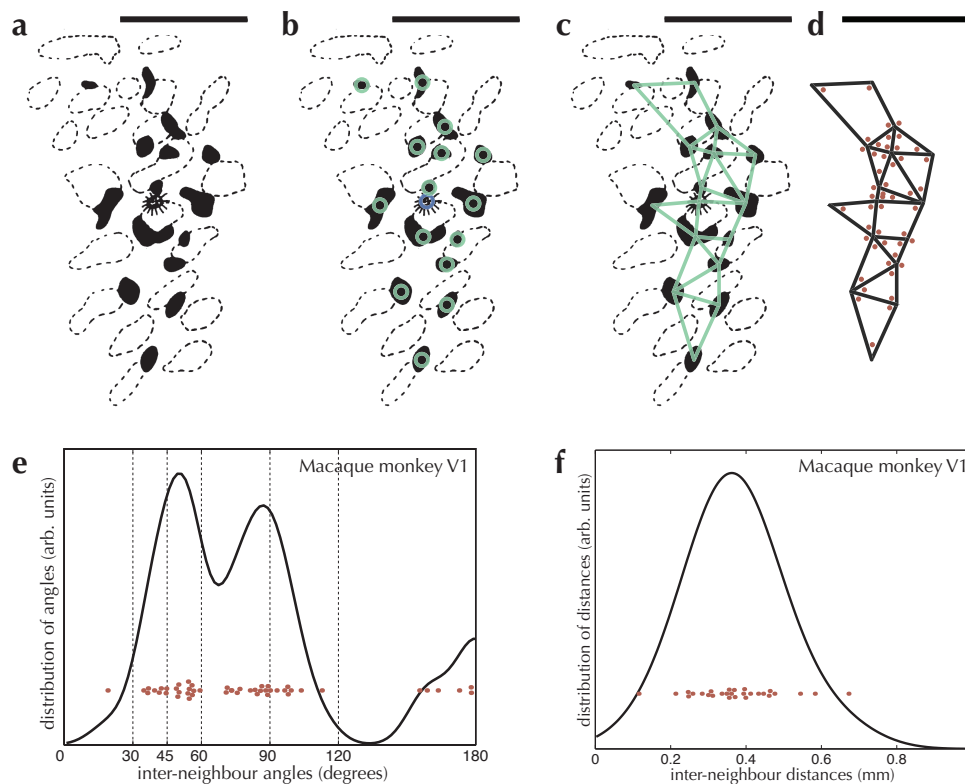 a
b
c
d
e
Macaque monkey V1
distribution of angles (arb. units)
0 30 45 60 90 120 180
inter-neighbour angles (degrees)
f
Macaque monkey V1
distribution of distances (arb. units)
0 0.2 0.4 0.6 0.8
inter-neighbour distances (mm)